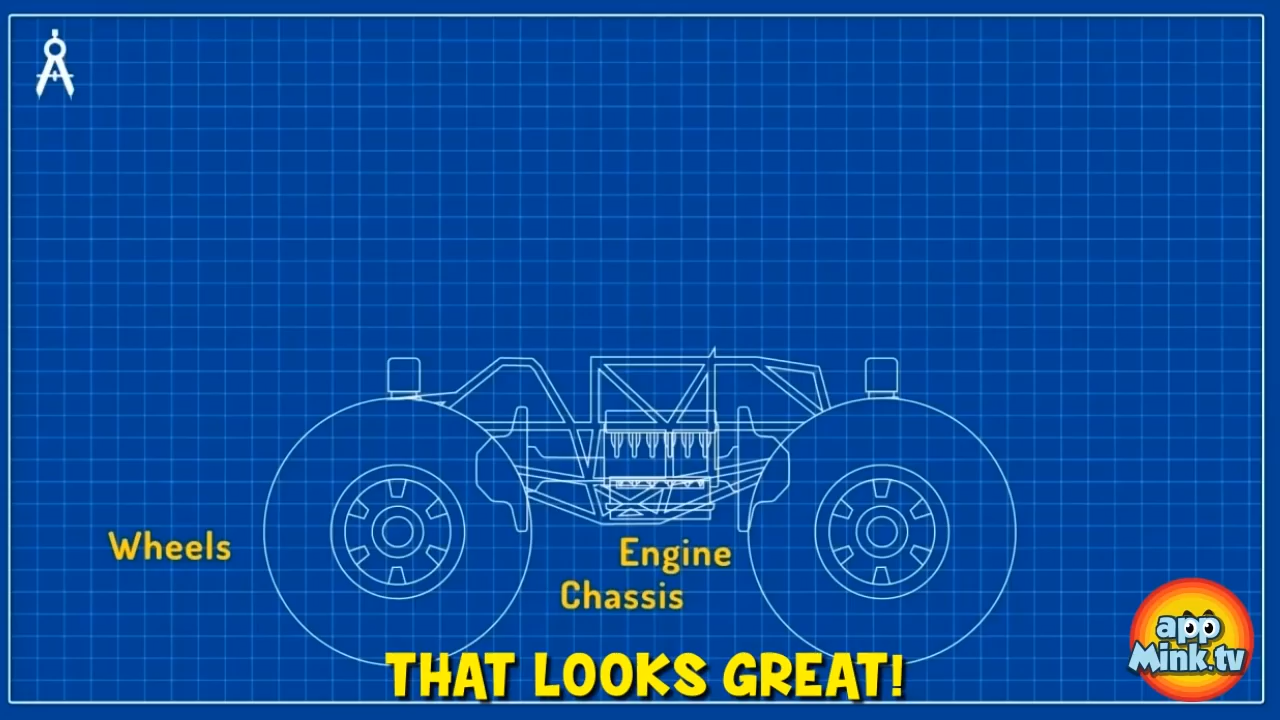 Wheels
Engine
Chassis
THAT LOOKS GREAT!
app
Mink.tv